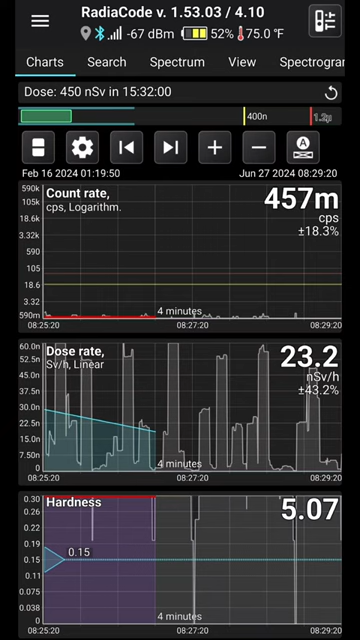 RadiaCode v. 1.53.03 / 4.10
-67 dBm 52% 75.0 °F
Charts Search Spectrum View Spectrogra
Dose: 450 nSv in 15:32:00
400n 1.2µ
A
Feb 16 2024 01:19:50 Jun 27 2024 08:29:20
590k Count rate, 457m
105k cps, Logarithm. cps
18.6k ±18.3%
3.32k
590
105
18.6
3.32
590m 4 minutes
08:25:20 08:27:20 08:29:20
60.0n Dose rate, 23.2
52.5n Sv/h, Linear nSv/h
45.0n ±43.2%
37.5n
30.0n
22.5n
15.0n
7.50n
0 4 minutes
08:25:20 08:27:20 08:29:20
0.30 Hardness 5.07
0.26
0.22
0.19
0.15 0.15
0.11
0.075
0.038
0 4 minutes
08:25:20 08:27:20 08:29:20